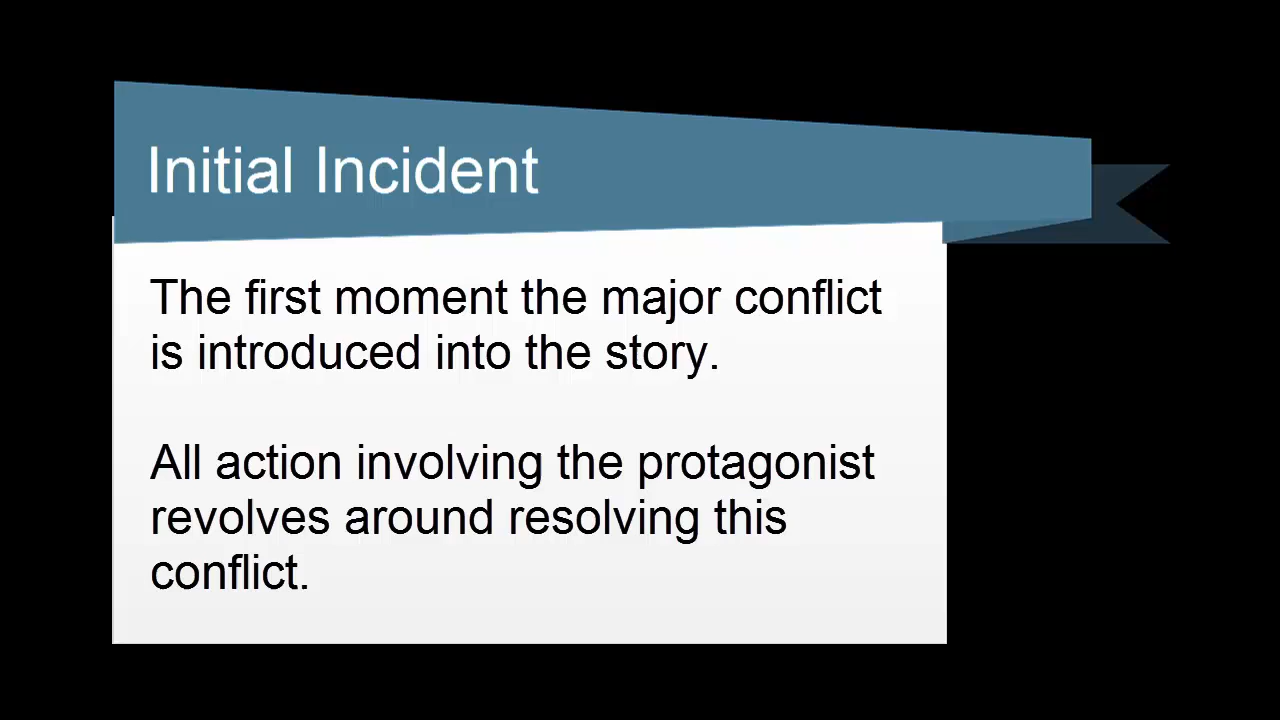 Initial Incident
The first moment the major conflict
is introduced into the story.
All action involving the protagonist
revolves around resolving this
conflict.